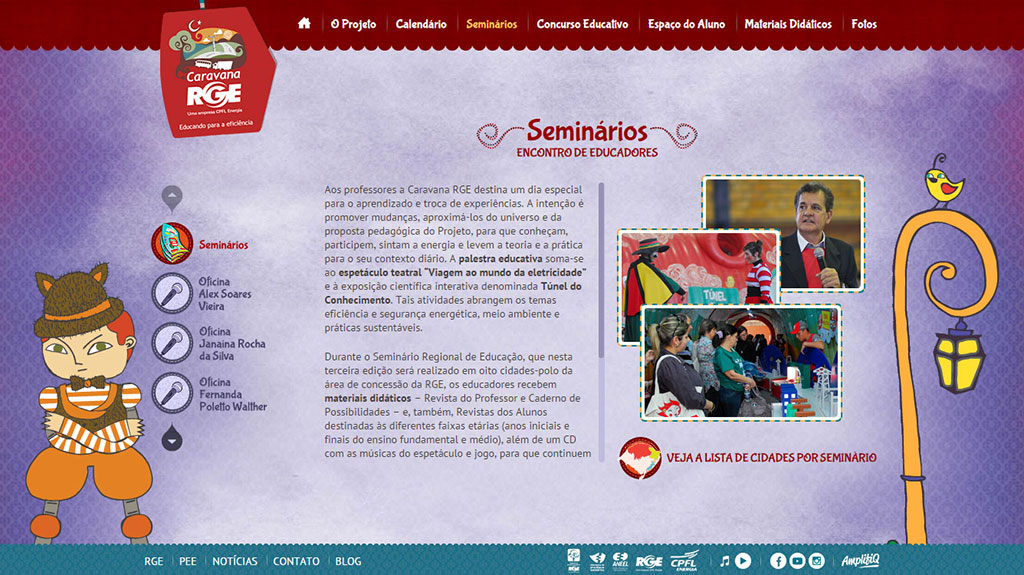 O Projeto
Calendário
Seminários
Concurso Educativo
Espaço do Aluno
Materiais Didáticos
Fotos
Caravana
RGE
Uma empresa CPFL Energia
Educando para a eficiência
Seminários
ENCONTRO DE EDUCADORES
Seminários
Oficina
Alex Soares
Vieira
Oficina
Janaina Rocha
da Silva
Oficina
Fernanda
Poletto Walther
Aos professores a Caravana RGE destina um dia especial
para o aprendizado e troca de experiências. A intenção é
promover mudanças, aproximá-los do universo e da
proposta pedagógica do Projeto, para que conheçam,
participem, sintam a energia e levem a teoria e a prática
para o seu contexto diário. A palestra educativa soma-se
ao espetáculo teatral “Viagem ao mundo da eletricidade”
e à exposição científica interativa denominada Túnel do
Conhecimento. Tais atividades abrangem os temas
eficiência e segurança energética, meio ambiente e
práticas sustentáveis.
Durante o Seminário Regional de Educação, que nesta
terceira edição será realizado em oito cidades-polo da
área de concessão da RGE, os educadores recebem
materiais didáticos – Revista do Professor e Caderno de
Possibilidades – e, também, Revistas dos Alunos
destinadas às diferentes faixas etárias (anos iniciais e
finais do ensino fundamental e médio), além de um CD
com as músicas do espetáculo e jogo, para que continuem
TÚNEL
VEJA A LISTA DE CIDADES POR SEMINÁRIO
RGE
PEE
NOTÍCIAS
CONTATO
BLOG
ANEEL
RGE
CPFL
ENERGIA
AmplifiQ